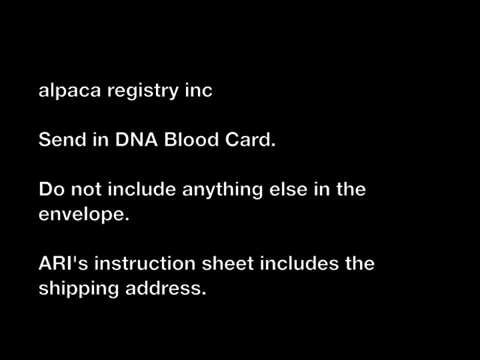 alpaca registry inc
Send in DNA Blood Card.
Do not include anything else in the
envelope.
ARI's instruction sheet includes the
shipping address.